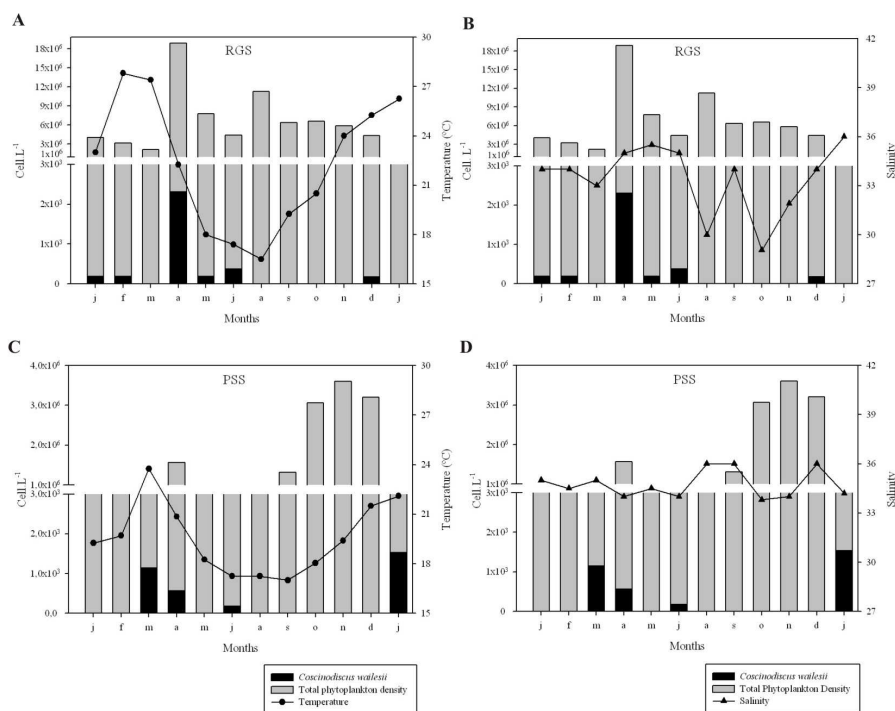 A
RGS
18x10⁶
15x10⁶
12x10⁶
9x10⁶
6x10⁶
3x10⁶
1x10⁶
3x10³
2x10³
1x10³
0
Cell L⁻¹
30
27
24
21
18
15
Temperature (°C)
j f m a m j a s o n d j
Months
B
RGS
18x10⁶
15x10⁶
12x10⁶
9x10⁶
6x10⁶
3x10⁶
1x10⁶
3x10³
2x10³
1x10³
0
Cell. L⁻¹
42
39
36
33
30
27
Salinity
j f m a m j a s o n d j
Months
C
PSS
4,0x10⁶
3,0x10⁶
2,0x10⁶
1,0x10⁶
3,0x10³
2,0x10³
1,0x10³
0,0
Cell.L⁻¹
30
27
24
21
18
15
Temperature (°C)
j f m a m j a s o n d j
Months
Coscinodiscus wailesii
Total phytoplankton density
Temperature
D
PSS
4x10⁶
3x10⁶
2x10⁶
1x10⁶
3x10³
2x10³
1x10³
0
Cell.L⁻¹
42
39
36
33
30
27
Salinity
j f m a m j a s o n d j
Months
Coscinodiscus wailesii
Total Phytoplankton Density
Salinity